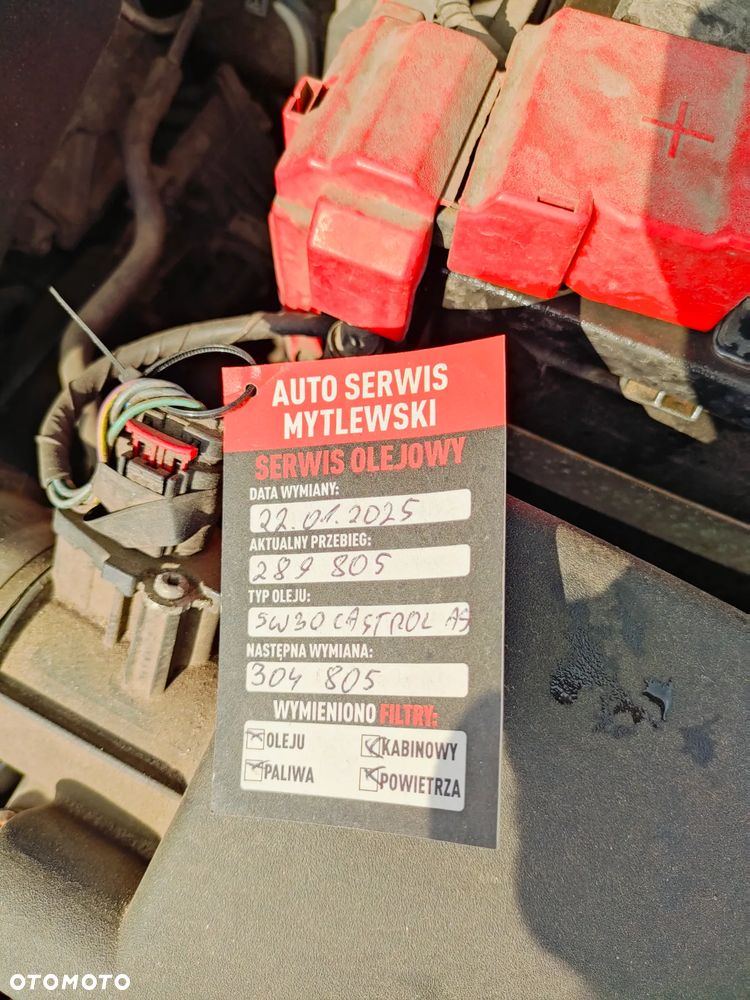 +
AUTO SERWIS
MYTLEWSKI
SERWIS OLEJOWY
DATA WYMIANY:
22.01.2025
AKTUALNY PRZEBIEG:
289 805
TYP OLEJU:
5W30 CASTROL A5
NASTĘPNA WYMIANA:
304 805
WYMIENIONO FILTRY:
OLEJU KABINOWY
PALIWA POWIETRZA
OTOMOTO